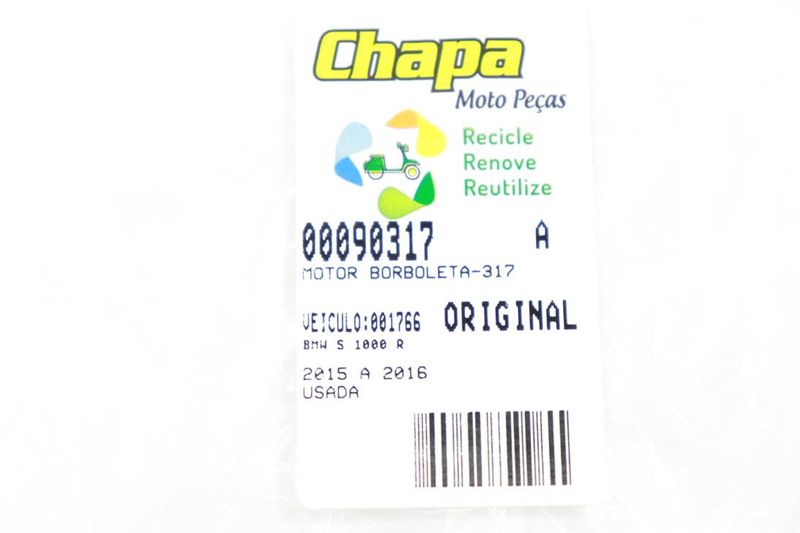 Chapa
Moto Peças
Recicle
Renove
Reutilize
00090317 A
MOTOR BORBOLETA-317
VEICULO:001766 ORIGINAL
BMW S 1000 R
2015 A 2016
USADA